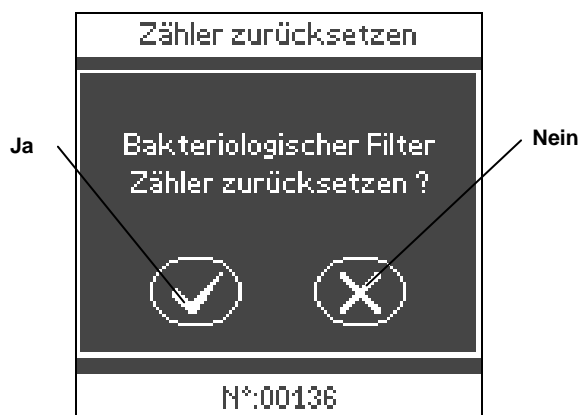 Zähler zurücksetzen
Ja
Nein
Bakteriologischer Filter
Zähler zurücksetzen ?
N°:00136